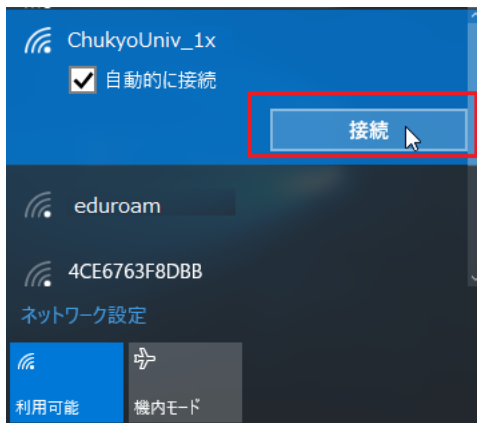 ChukyoUniv_1x
自動的に接続
接続
eduroam
4CE6763F8DBB
ネットワーク設定
利用可能
機内モード